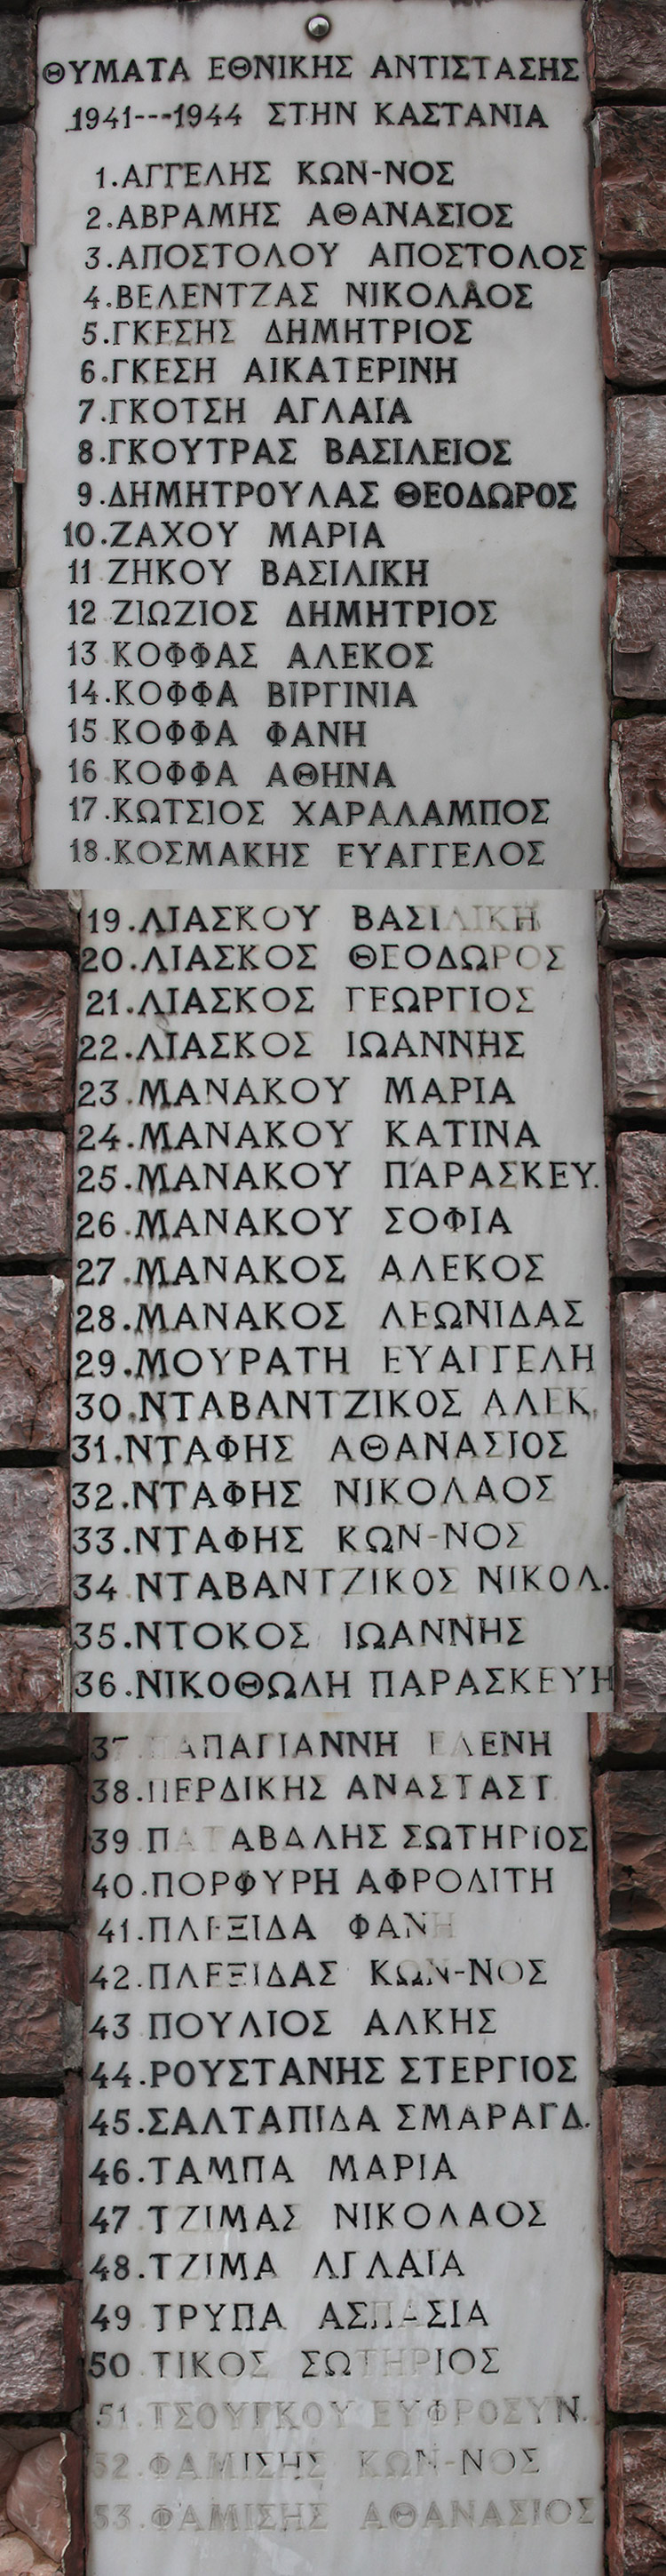 ΘΥΜΑΤΑ ΕΘΝΙΚΗΣ ΑΝΤΙΣΤΑΣΗΣ
1941---1944 ΣΤΗΝ ΚΑΣΤΑΝΙΑ
1.ΑΓΓΕΛΗΣ ΚΩΝ-ΝΟΣ
2.ΑΒΡΑΜΗΣ ΑΘΑΝΑΣΙΟΣ
3.ΑΠΟΣΤΟΛΟΥ ΑΠΟΣΤΟΛΟΣ
4.ΒΕΛΕΝΤΖΑΣ ΝΙΚΟΛΑΟΣ
5.ΓΚΕΣΗΣ ΔΗΜΗΤΡΙΟΣ
6.ΓΚΕΣΗ ΑΙΚΑΤΕΡΙΝΗ
7.ΓΚΟΤΣΗ ΑΓΛΑΙΑ
8.ΓΚΟΥΤΡΑΣ ΒΑΣΙΛΕΙΟΣ
9.ΔΗΜΗΤΡΟΥΛΑΣ ΘΕΟΔΩΡΟΣ
10.ΖΑΧΟΥ ΜΑΡΙΑ
11 ΖΗΚΟΥ ΒΑΣΙΛΙΚΗ
12 ΖΙΩΖΙΟΣ ΔΗΜΗΤΡΙΟΣ
13 ΚΟΦΦΑΣ ΑΛΕΚΟΣ
14.ΚΟΦΦΑ ΒΙΡΓΙΝΙΑ
15 ΚΟΦΦΑ ΦΑΝΗ
16 ΚΟΦΦΑ ΑΘΗΝΑ
17.ΚΩΤΣΙΟΣ ΧΑΡΑΛΑΜΠΟΣ
18.ΚΟΣΜΑΚΗΣ ΕΥΑΓΓΕΛΟΣ
19.ΛΙΑΣΚΟΥ ΒΑΣΙΛΙΚΗ
20.ΛΙΑΣΚΟΣ ΘΕΟΔΩΡΟΣ
21.ΛΙΑΣΚΟΣ ΓΕΩΡΓΙΟΣ
22.ΛΙΑΣΚΟΣ ΙΩΑΝΝΗΣ
23.ΜΑΝΑΚΟΥ ΜΑΡΙΑ
24.ΜΑΝΑΚΟΥ ΚΑΤΙΝΑ
25.ΜΑΝΑΚΟΥ ΠΑΡΑΣΚΕΥ.
26.ΜΑΝΑΚΟΥ ΣΟΦΙΑ
27.ΜΑΝΑΚΟΣ ΑΛΕΚΟΣ
28.ΜΑΝΑΚΟΣ ΛΕΩΝΙΔΑΣ
29.ΜΟΥΡΑΤΗ ΕΥΑΓΓΕΛΗ
30.ΝΤΑΒΑΝΤΖΙΚΟΣ ΑΛΕΚ.
31.ΝΤΑΦΗΣ ΑΘΑΝΑΣΙΟΣ
32.ΝΤΑΦΗΣ ΝΙΚΟΛΑΟΣ
33.ΝΤΑΦΗΣ ΚΩΝ-ΝΟΣ
34 ΝΤΑΒΑΝΤΖΙΚΟΣ ΝΙΚΟΛ.
35.ΝΤΟΚΟΣ ΙΩΑΝΝΗΣ
36.ΝΙΚΟΘΩΛΗ ΠΑΡΑΣΚΕΥΗ
37 ΠΑΠΑΓΙΑΝΝΗ ΕΛΕΝΗ
38.ΠΕΡΔΙΚΗΣ ΑΝΑΣΤΑΣΙ
39 ΣΩΤΗΡΙΟΣ
40.ΠΟΡΦΥΡΗ ΑΦΡΟΔΙΤΗ
41.ΠΛΕΞΙΔΑ ΦΑΝΗ
42.ΠΛΕΞΙΔΑΣ ΚΩΝ-ΝΟΣ
43 ΠΟΥΛΙΟΣ ΑΛΚΗΣ
44.ΡΟΥΣΤΑΝΗΣ ΣΤΕΡΓΙΟΣ
45.ΣΑΛΤΑΠΙΔΑ ΣΜΑΡΑΓΔ.
46.ΤΑΜΠΑ ΜΑΡΙΑ
47 ΤΖΙΜΑΣ ΝΙΚΟΛΑΟΣ
48.ΤΖΙΜΑ ΑΓΛΑΙΑ
49 ΤΡΥΠΑ ΑΣΠΑΣΙΑ
50 ΤΙΚΟΣ ΣΩΤΗΡΙΟΣ
51.ΤΣΟΥΓΚΟΥ ΕΥΦΡΟΣΥΝ.
52.ΦΑΜΙΣΗΣ ΚΩΝ-ΝΟΣ
53.ΦΑΜΙΣΗΣ ΑΘΑΝΑΣΙΟΣ